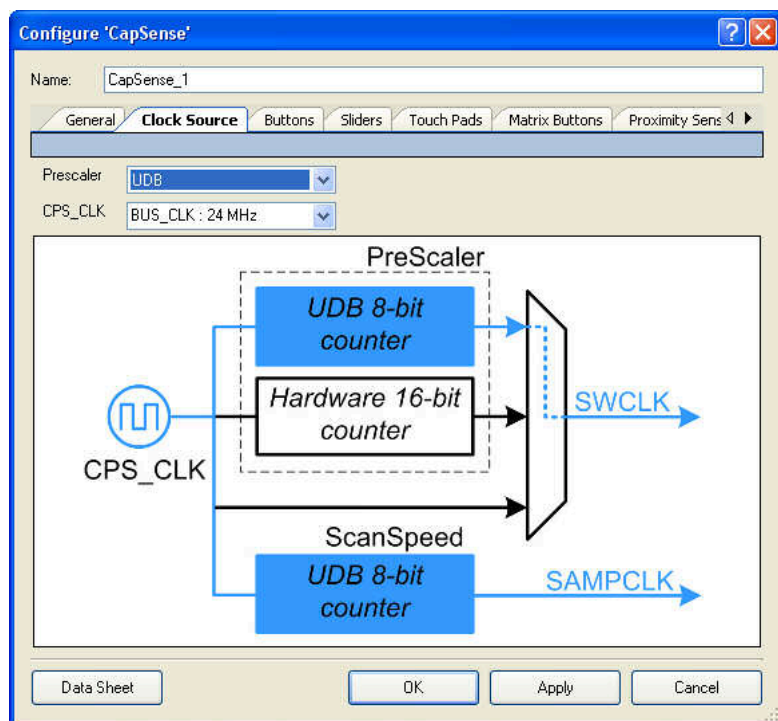 Configure 'CapSense'
Name: CapSense_1
General Clock Source Buttons Sliders Touch Pads Matrix Buttons Proximity Sens
Prescaler UDB
CPS_CLK BUS_CLK : 24 MHz
PreScaler
UDB 8-bit
counter
Hardware 16-bit
counter
SWCLK
CPS_CLK
ScanSpeed
UDB 8-bit
counter
SAMPCLK
Data Sheet OK Apply Cancel